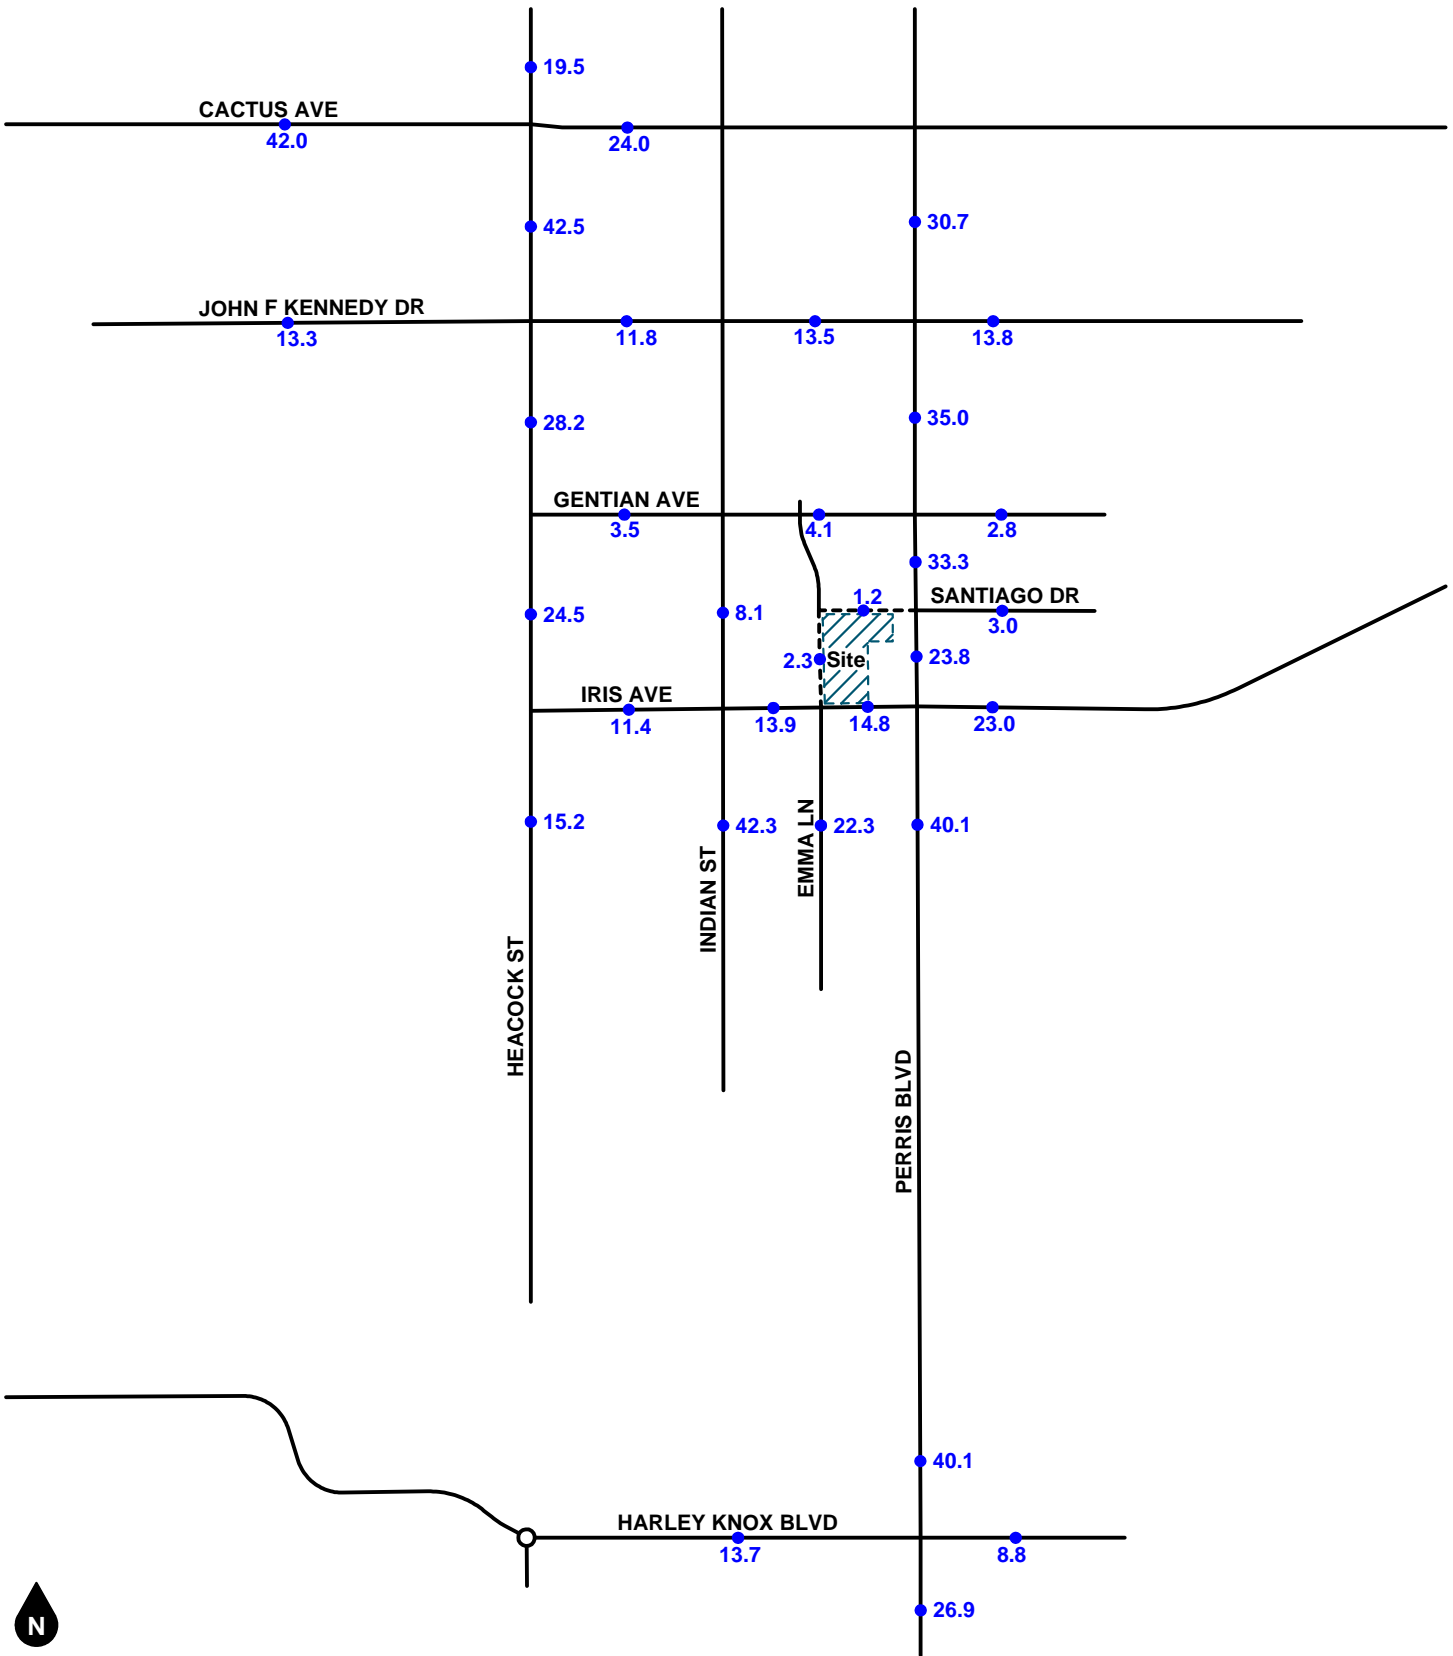 19.5
CACTUS AVE
42.0
24.0
42.5
30.7
JOHN F KENNEDY DR
13.3
11.8
13.5
13.8
28.2
35.0
GENTIAN AVE
3.5
4.1
2.8
33.3
1.2
SANTIAGO DR
24.5
8.1
3.0
2.3
Site
23.8
IRIS AVE
11.4
13.9
14.8
23.0
15.2
42.3
EMMA LN
22.3
40.1
INDIAN ST
HEACOCK ST
PERRIS BLVD
40.1
HARLEY KNOX BLVD
13.7
8.8
26.9
N